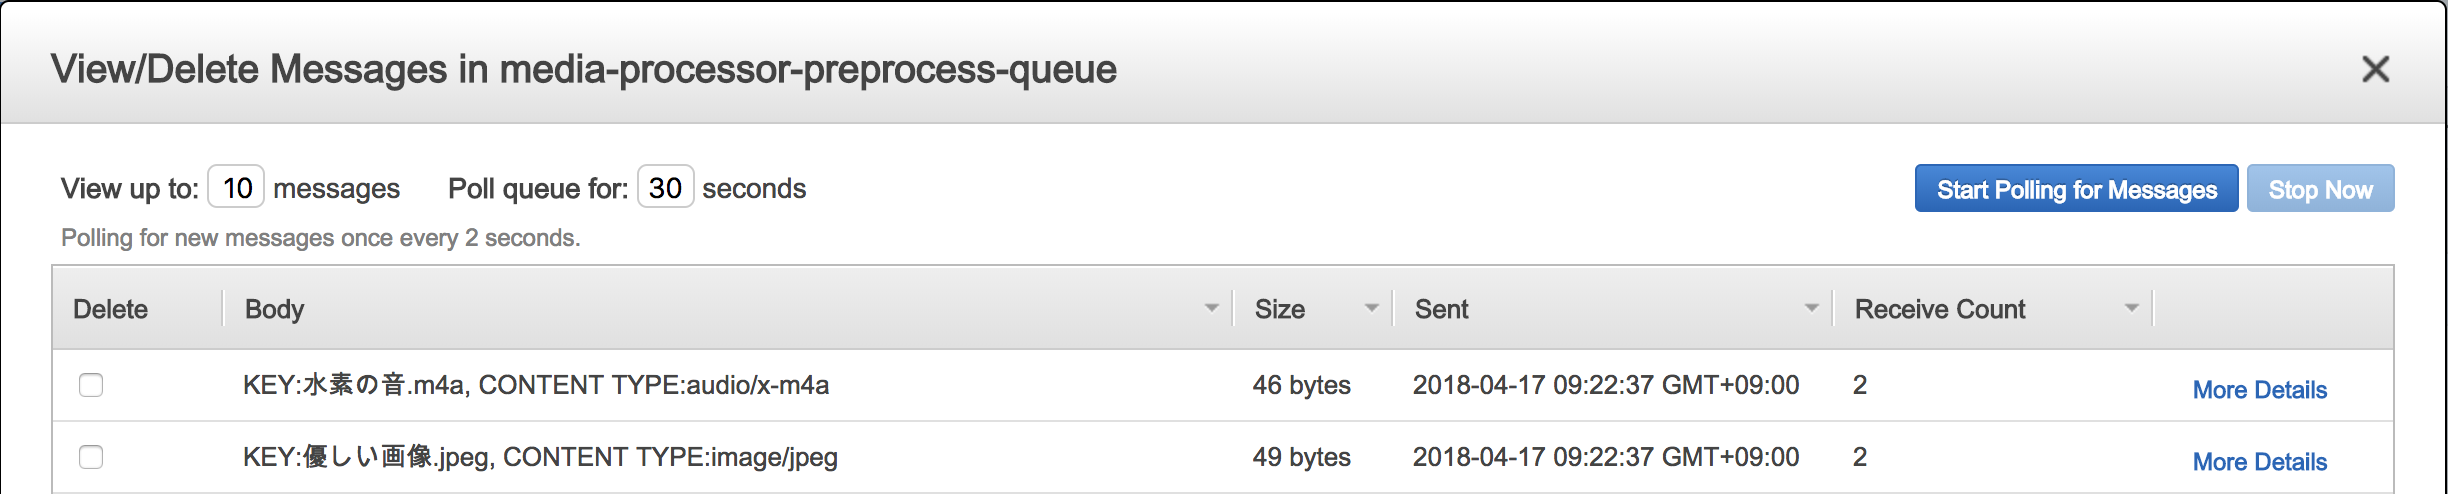 View/Delete Messages in media-processor-preprocess-queue
View up to: 10 messages Poll queue for: 30 seconds Start Polling for Messages Stop Now
Polling for new messages once every 2 seconds.
Delete Body Size Sent Receive Count
KEY:水素の音.m4a, CONTENT TYPE:audio/x-m4a 46 bytes 2018-04-17 09:22:37 GMT+09:00 2 More Details
KEY:優しい画像.jpeg, CONTENT TYPE:image/jpeg 49 bytes 2018-04-17 09:22:37 GMT+09:00 2 More Details